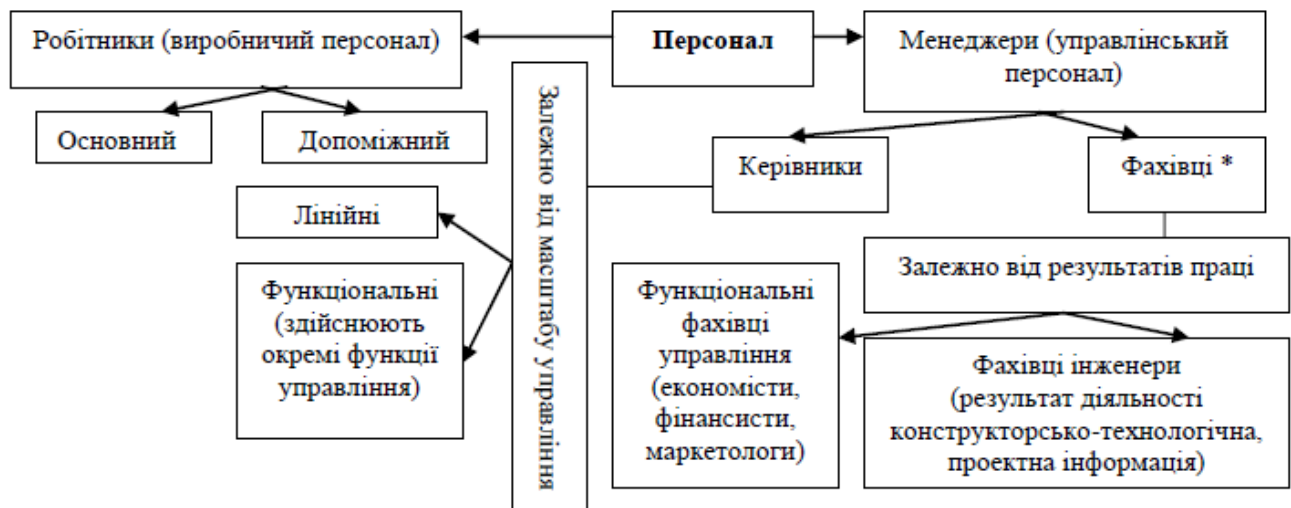 Робітники (виробничий персонал)
Персонал
Менеджери (управлінський
персонал)
Основний
Допоміжний
Залежно від масштабу управління
Керівники
Фахівці *
Лінійні
Залежно від результатів праці
Функціональні
(здійснюють
окремі функції
управління)
Функціональні
фахівці
управління
(економісти,
фінансисти,
маркетологи)
Фахівці інженери
(результат діяльності
конструкторсько-технологічна,
проектна інформація)